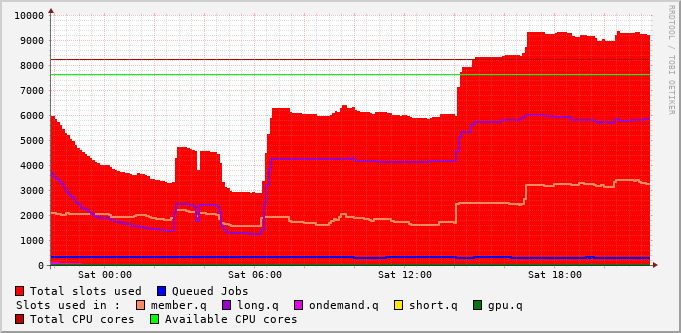 10000
9000
8000
7000
6000
5000
4000
3000
2000
1000
0
Sat 00:00 Sat 06:00 Sat 12:00 Sat 18:00
RRDTOOL / TOBI OETIKER
Total slots used Queued Jobs
Slots used in : member.q long.q ondemand.q short.q gpu.q
Total CPU cores Available CPU cores